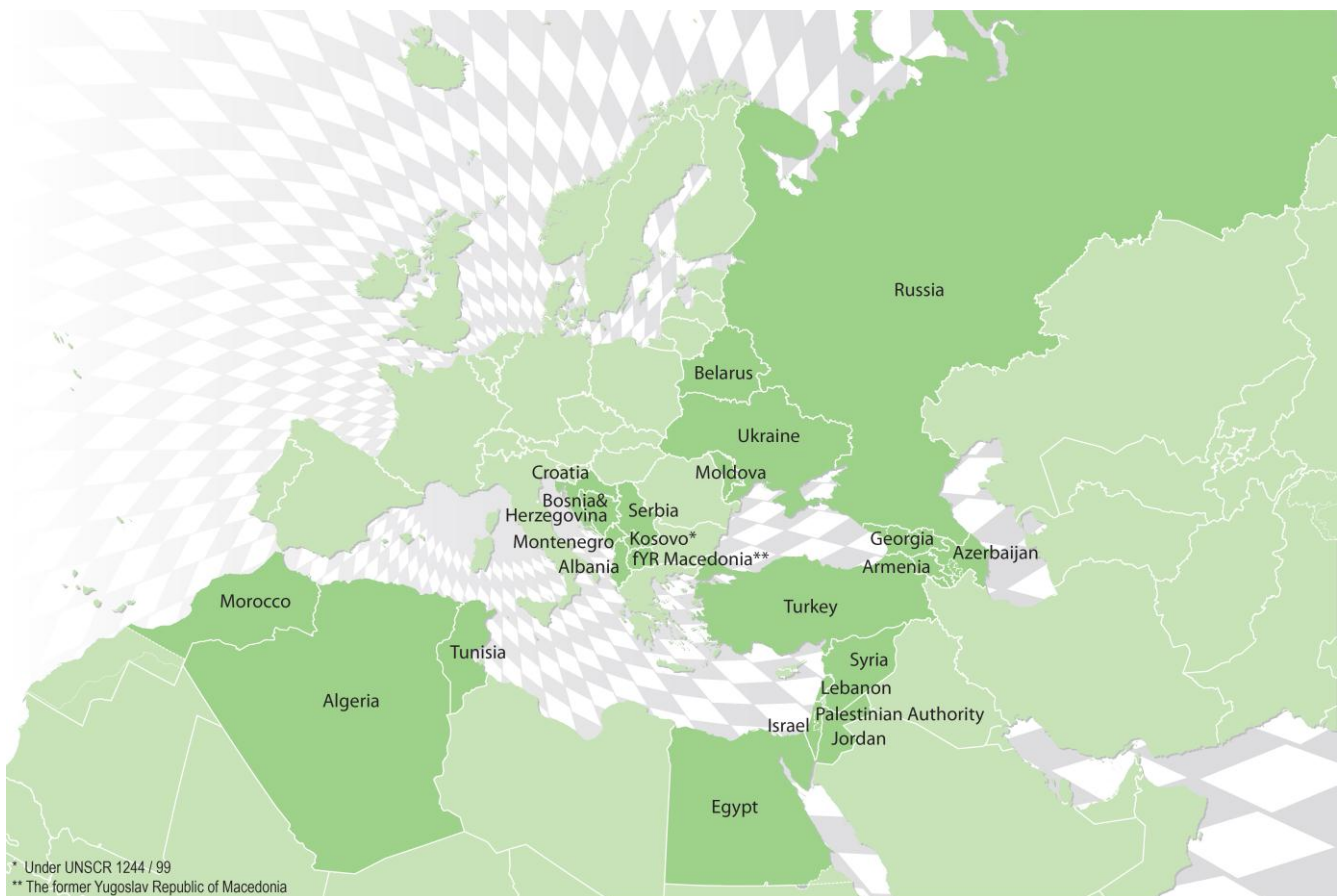 Russia
Belarus
Ukraine
Moldova
Croatia
Bosnia&
Herzegovina
Serbia
Montenegro
Kosovo*
Albania
fYR Macedonia**
Georgia
Armenia
Azerbaijan
Turkey
Morocco
Algeria
Tunisia
Syria
Lebanon
Israel
Palestinian Authority
Jordan
Egypt
* Under UNSCR 1244 / 99
** The former Yugoslav Republic of Macedonia